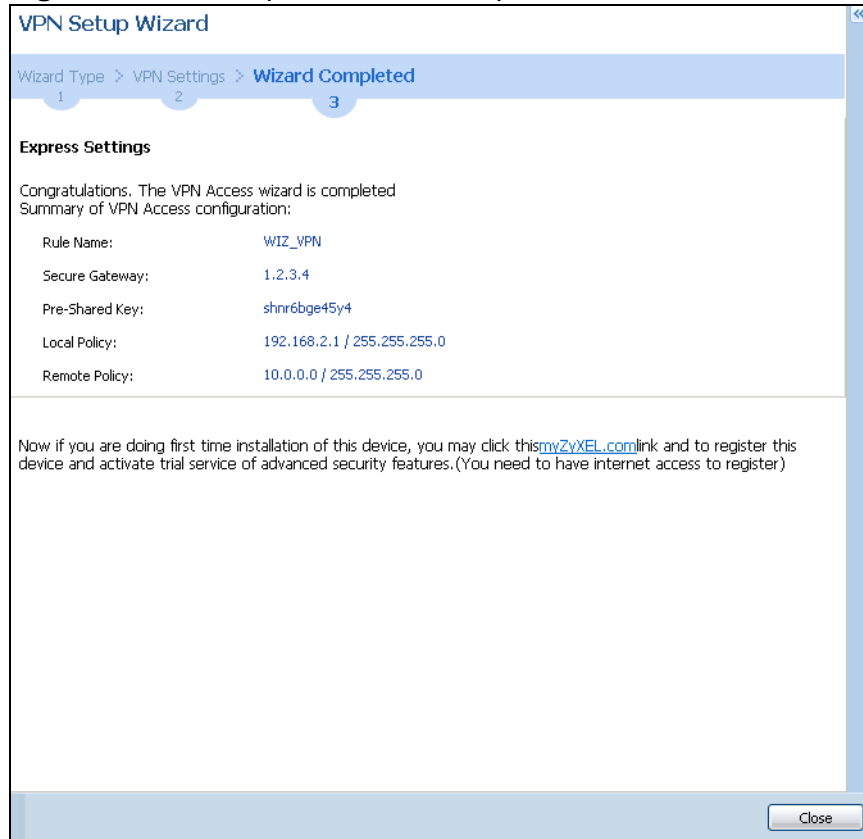 VPN Setup Wizard
Wizard Type > VPN Settings > Wizard Completed
1 2 3
Express Settings
Congratulations. The VPN Access wizard is completed
Summary of VPN Access configuration:
Rule Name: WIZ_VPN
Secure Gateway: 1.2.3.4
Pre-Shared Key: shnr6bge45y4
Local Policy: 192.168.2.1 / 255.255.255.0
Remote Policy: 10.0.0.0 / 255.255.255.0
Now if you are doing first time installation of this device, you may click thismyZyXEL.comlink and to register this
device and activate trial service of advanced security features.(You need to have internet access to register)
Close